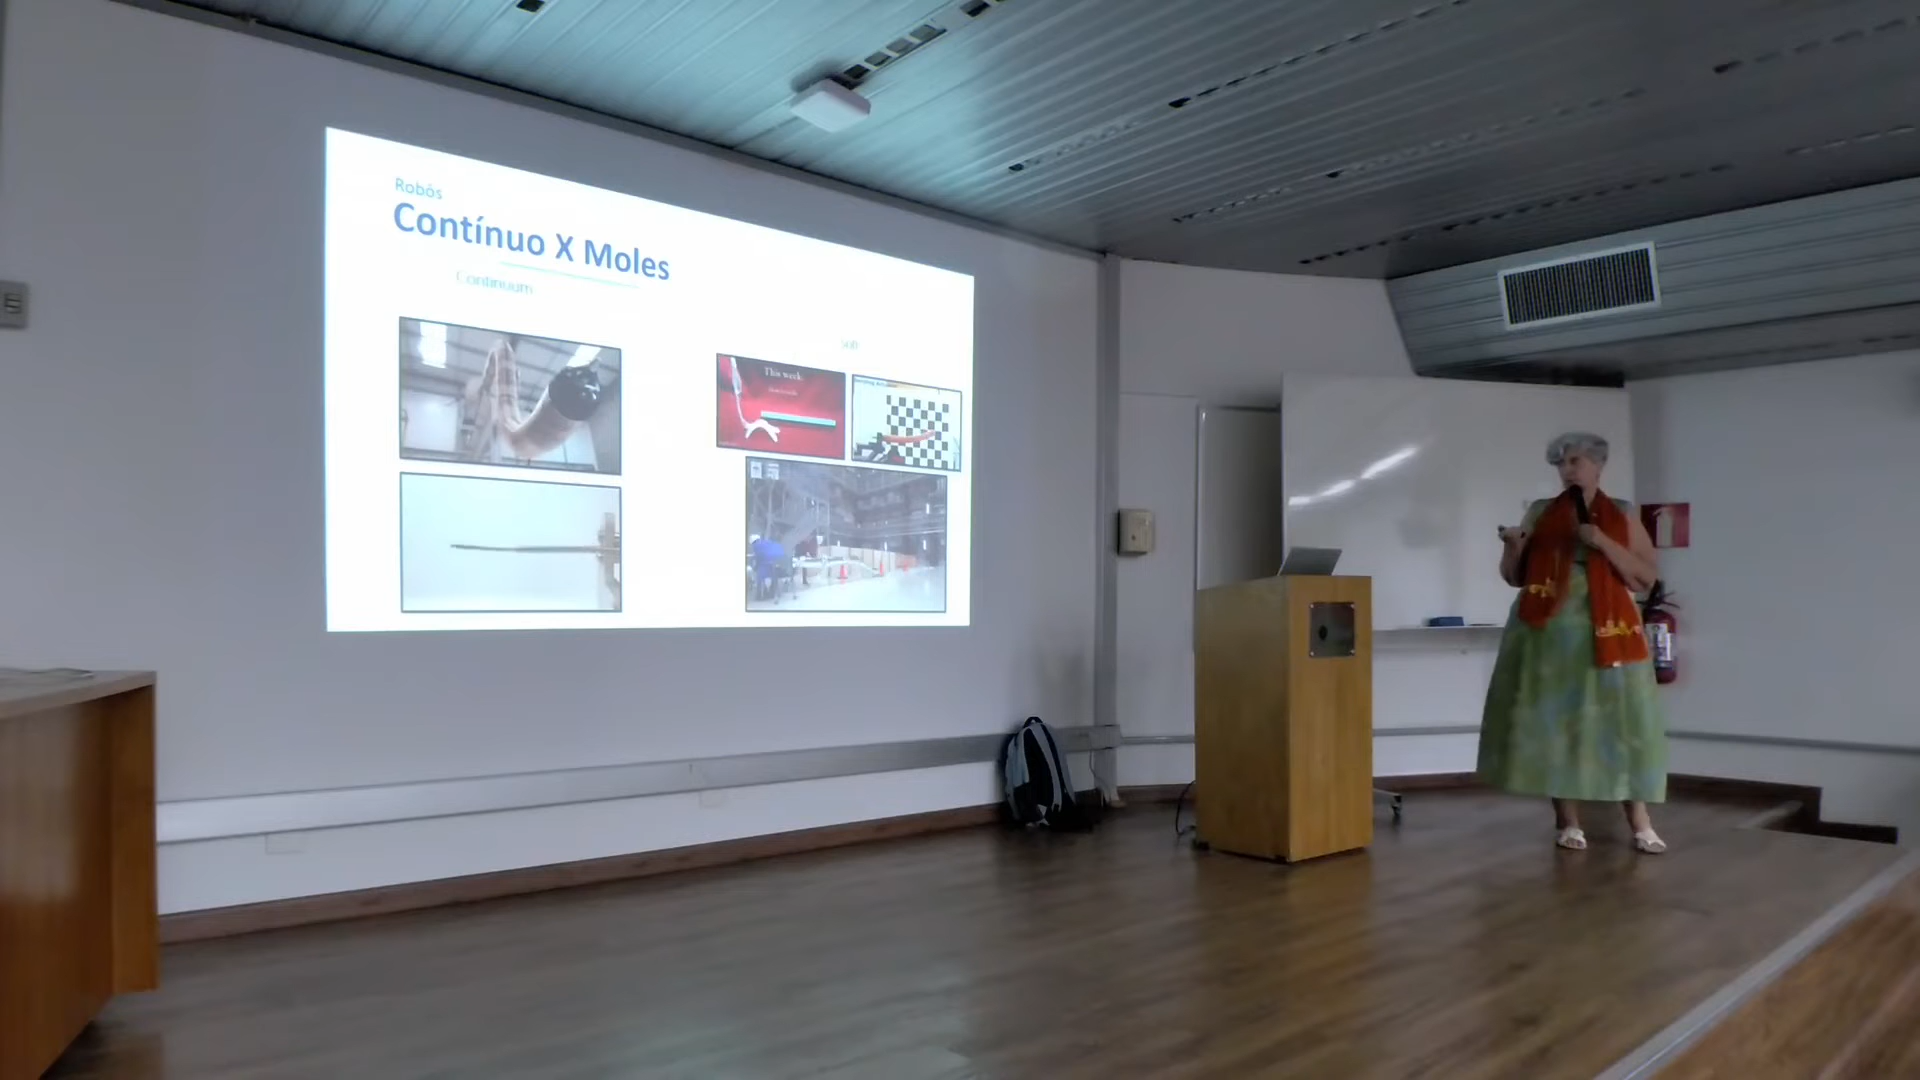 Robôs
Contínuo X Moles
Continuum
soft
This week: